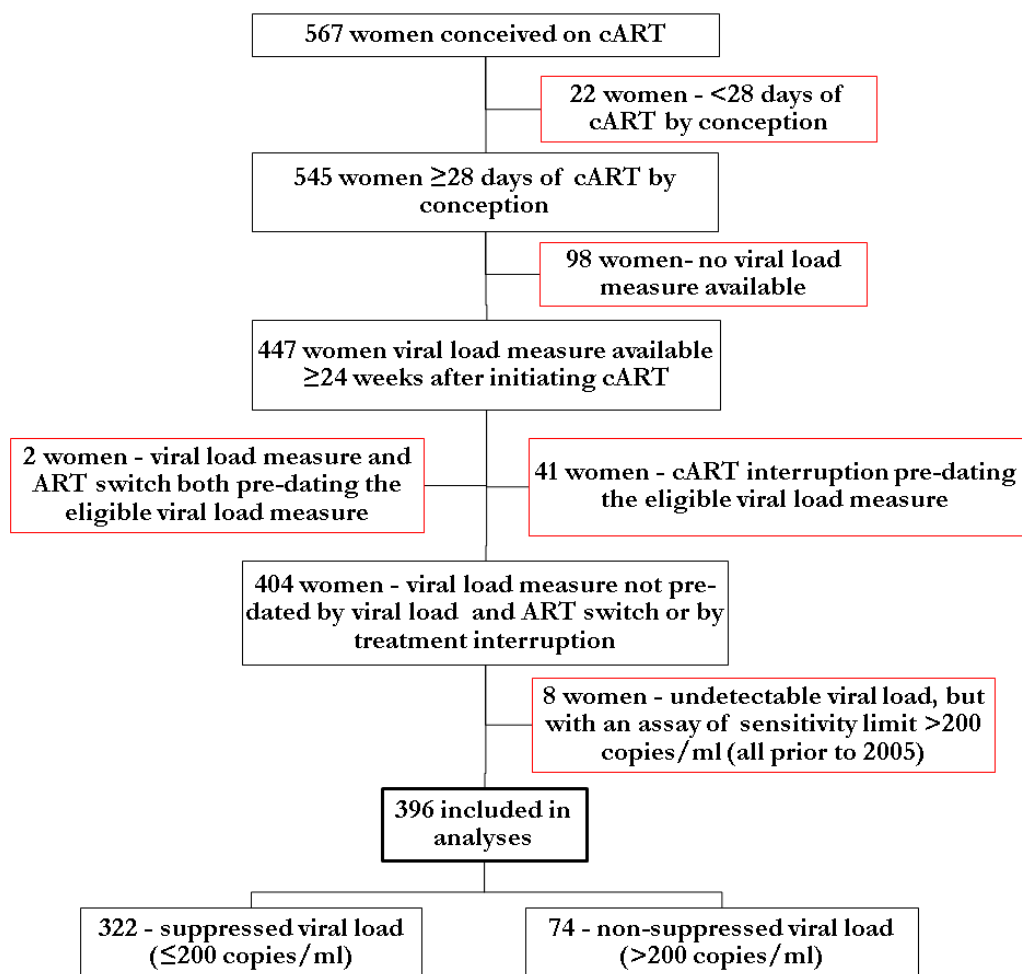 567 women conceived on cART
22 women - <28 days of
cART by conception
545 women ≥28 days of cART by
conception
98 women- no viral load
measure available
447 women viral load measure available
≥24 weeks after initiating cART
2 women - viral load measure and
ART switch both pre-dating the
eligible viral load measure
41 women - cART interruption pre-dating
the eligible viral load measure
404 women - viral load measure not pre-
dated by viral load and ART switch or by
treatment interruption
8 women - undetectable viral load, but
with an assay of sensitivity limit >200
copies/ml (all prior to 2005)
396 included in
analyses
322 - suppressed viral load
(≤200 copies/ml)
74 - non-suppressed viral load
(>200 copies/ml)